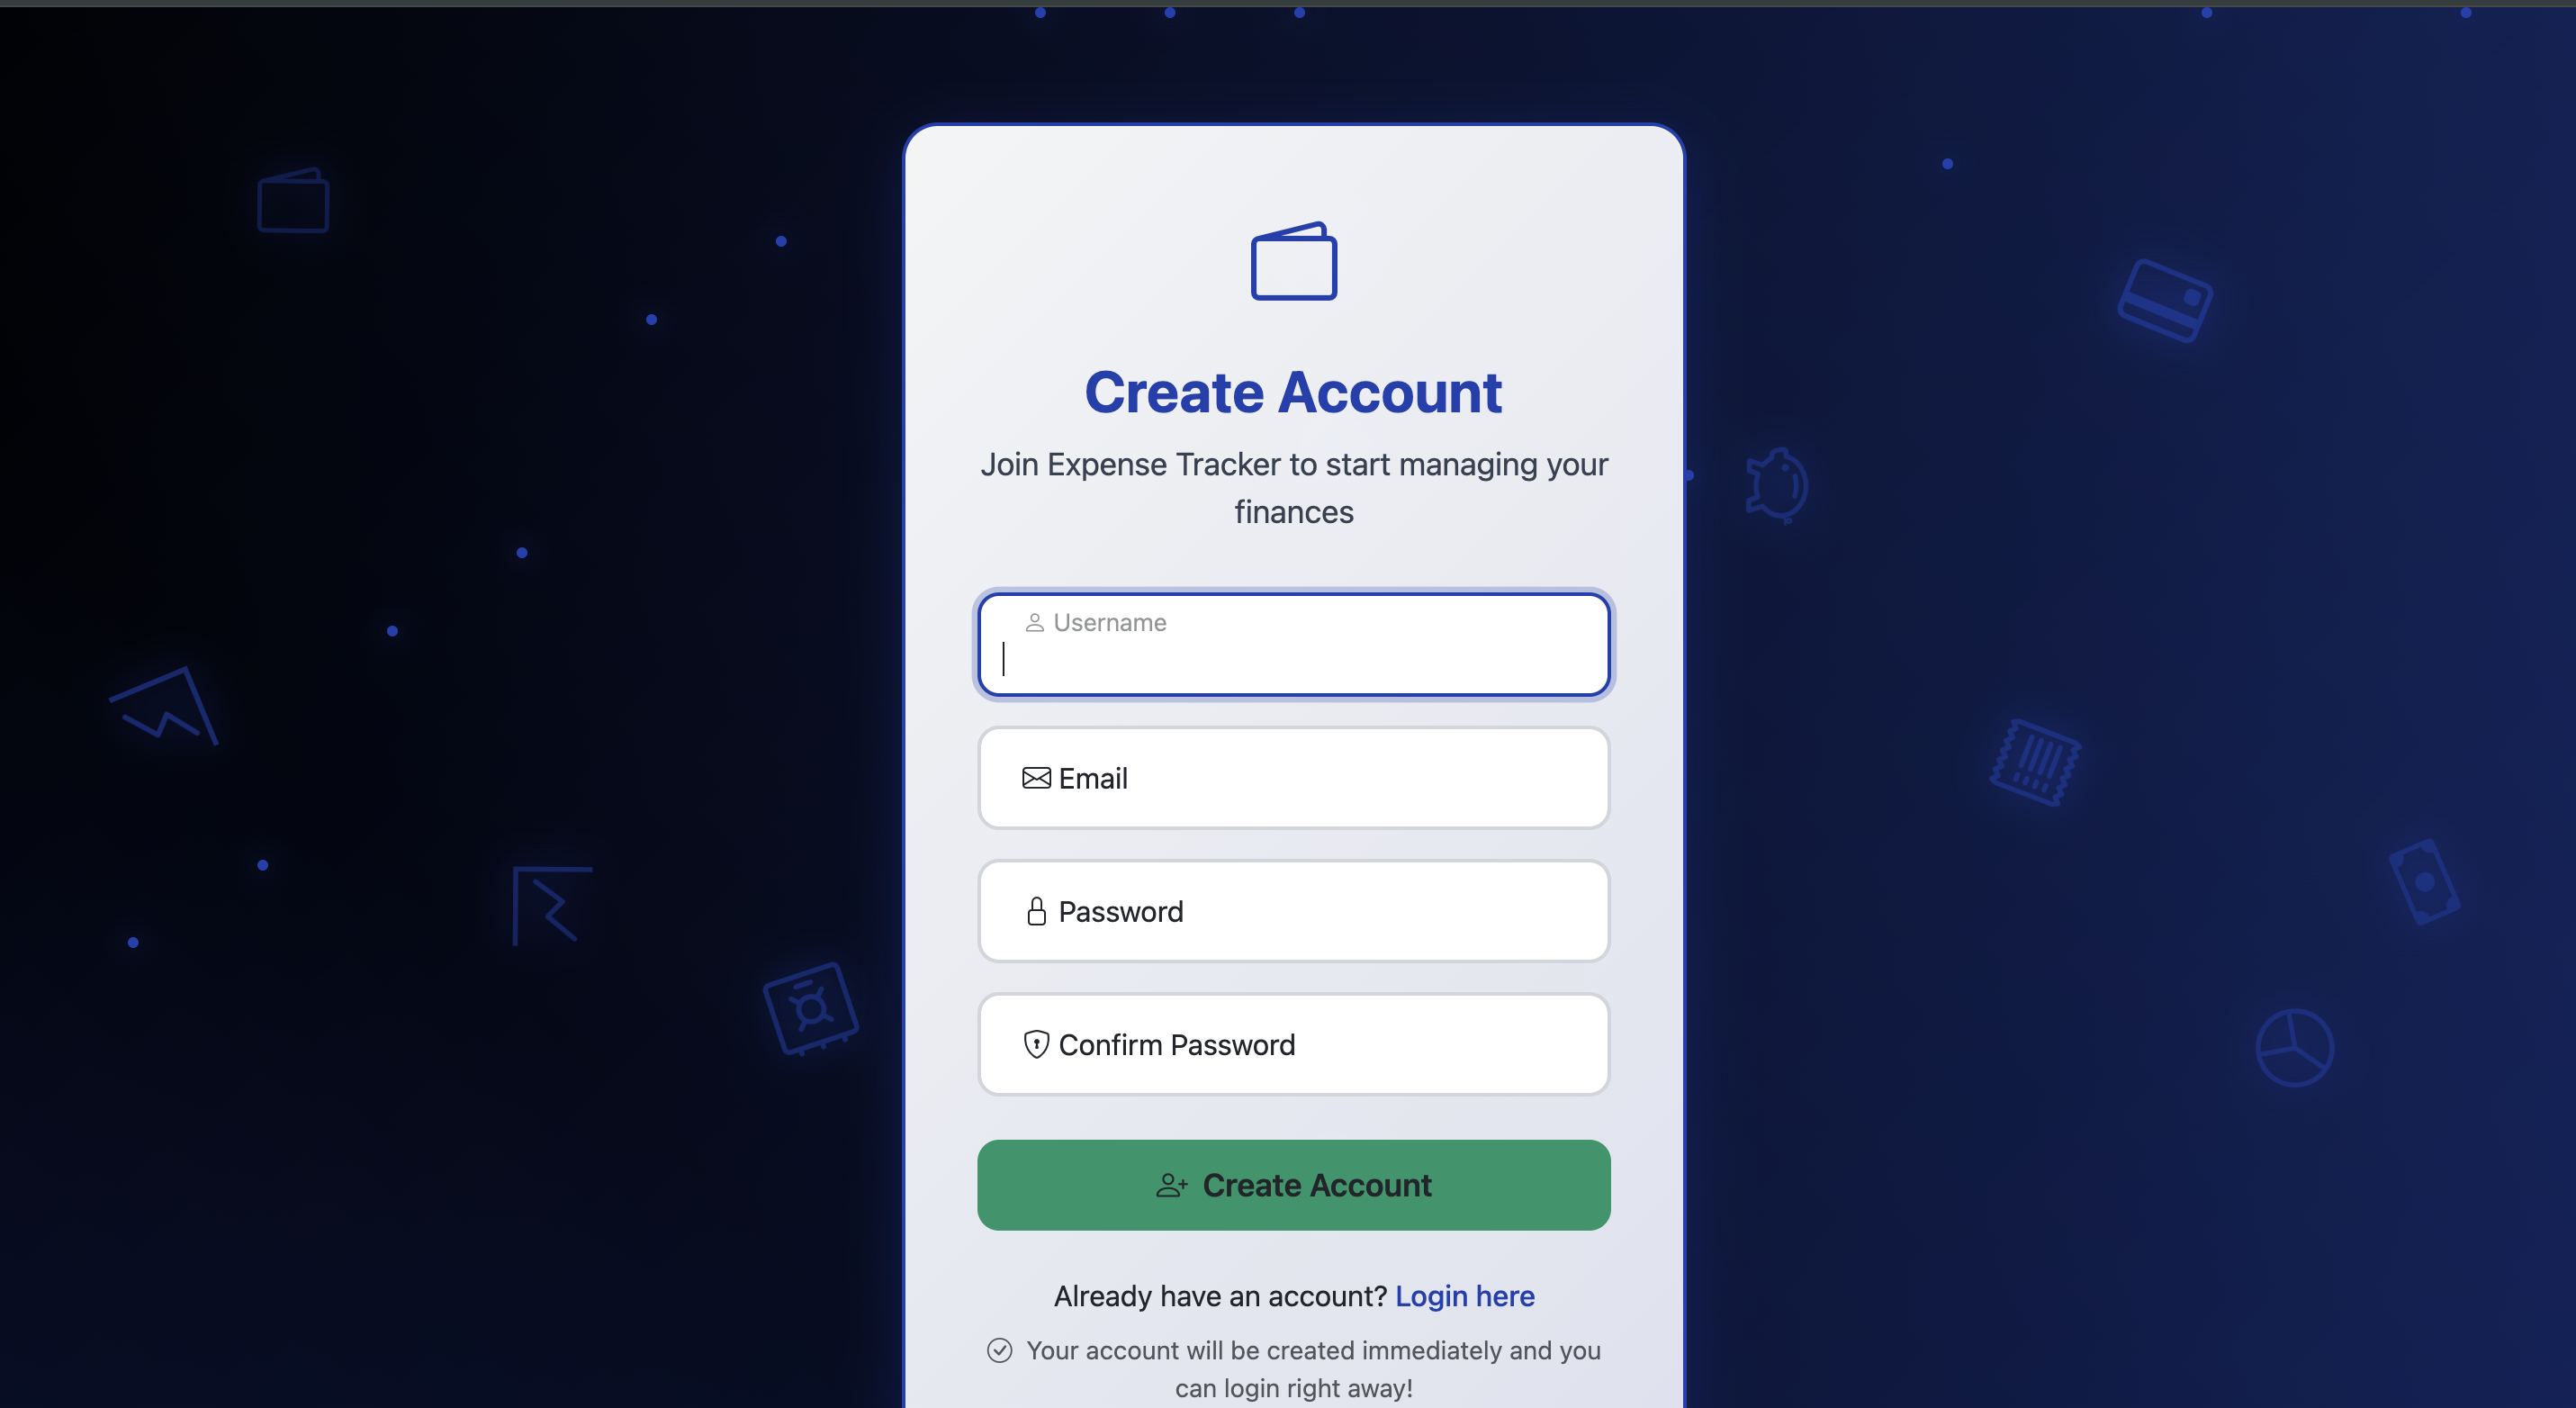 Create Account
Join Expense Tracker to start managing your
finances
Username
Email
Password
Confirm Password
Create Account
Already have an account? Login here
Your account will be created immediately and you
can login right away!